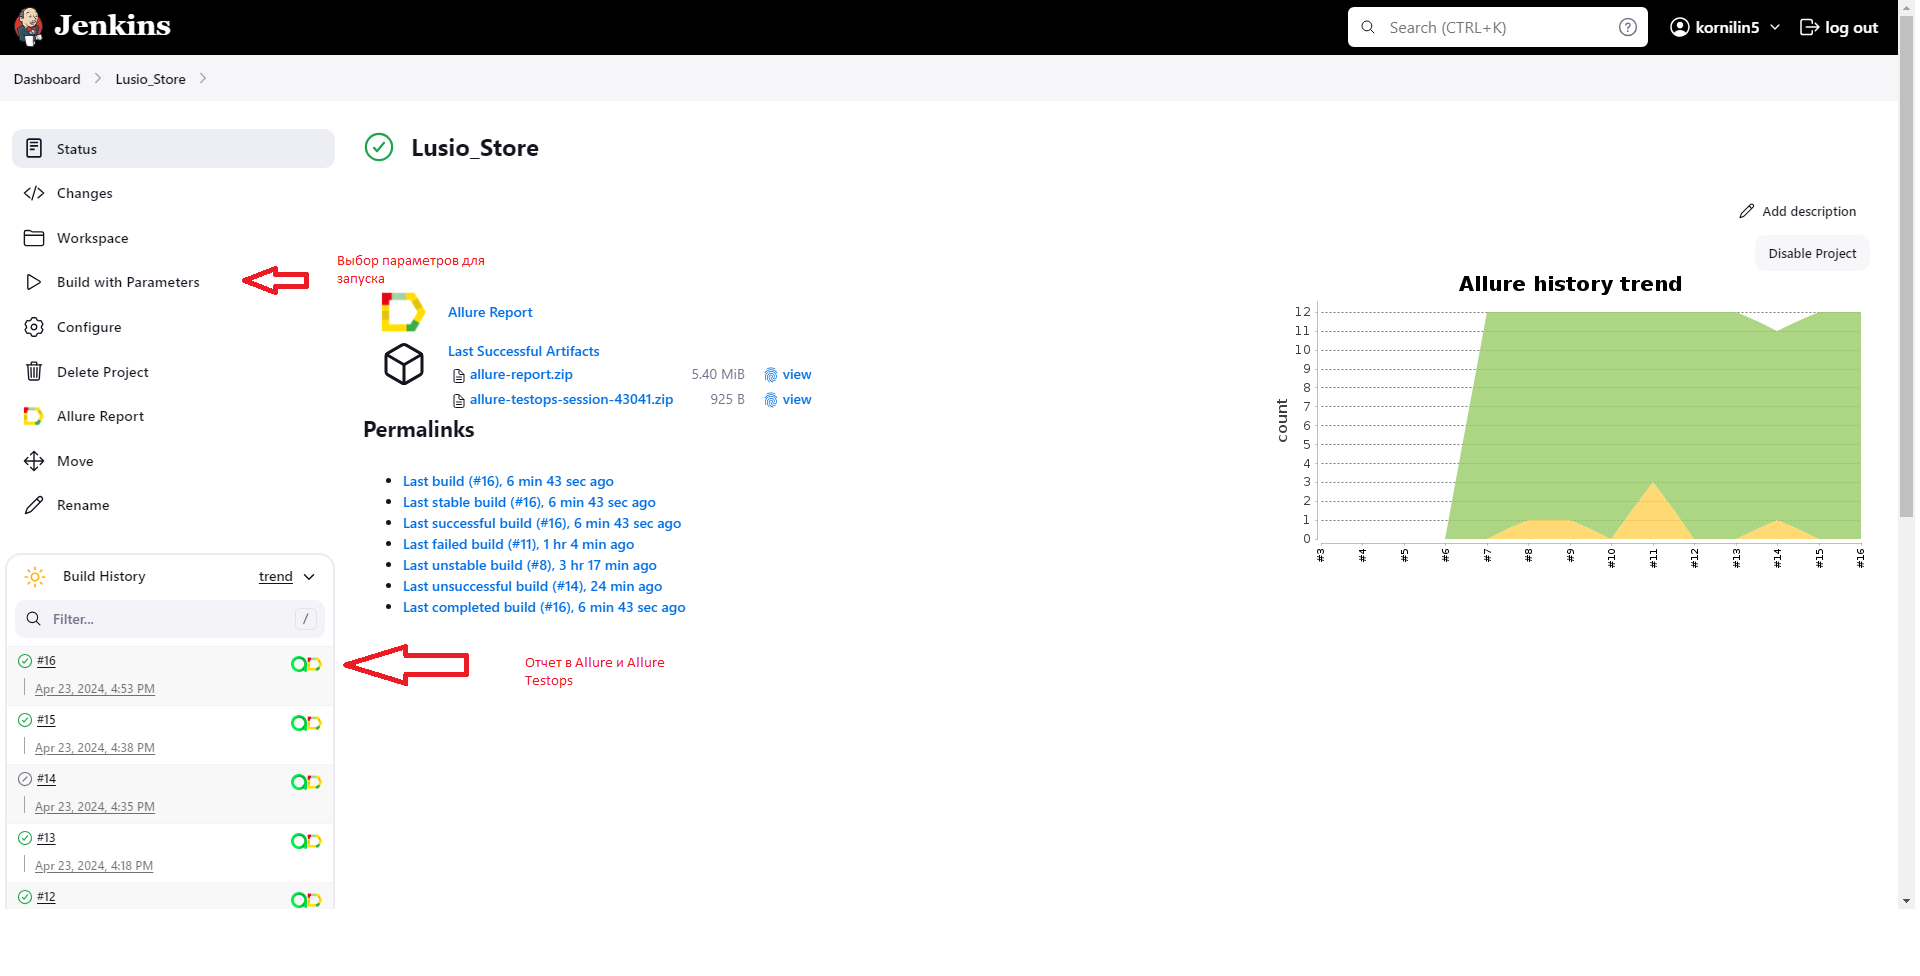 Jenkins
Search (CTRL+K)
?
kornilin5
log out
Dashboard
Lusio_Store
Status
Changes
Workspace
Build with Parameters
Configure
Delete Project
Allure Report
Move
Rename
Build History
trend
Filter...
/
#16
Apr 23, 2024, 4:53 PM
#15
Apr 23, 2024, 4:38 PM
#14
Apr 23, 2024, 4:35 PM
#13
Apr 23, 2024, 4:18 PM
#12
Lusio_Store
Add description
Disable Project
Выбор параметров для
запуска
Allure Report
Last Successful Artifacts
allure-report.zip 5.40 MiB view
allure-testops-session-43041.zip 925 B view
Permalinks
Last build (#16), 6 min 43 sec ago
Last stable build (#16), 6 min 43 sec ago
Last successful build (#16), 6 min 43 sec ago
Last failed build (#11), 1 hr 4 min ago
Last unstable build (#8), 3 hr 17 min ago
Last unsuccessful build (#14), 24 min ago
Last completed build (#16), 6 min 43 sec ago
Отчет в Allure и Allure
Testops
Allure history trend
count
12
11
10
9
8
7
6
5
4
3
2
1
0
#3
#4
#5
#6
#7
#8
#9
#10
#11
#12
#13
#14
#15
#16